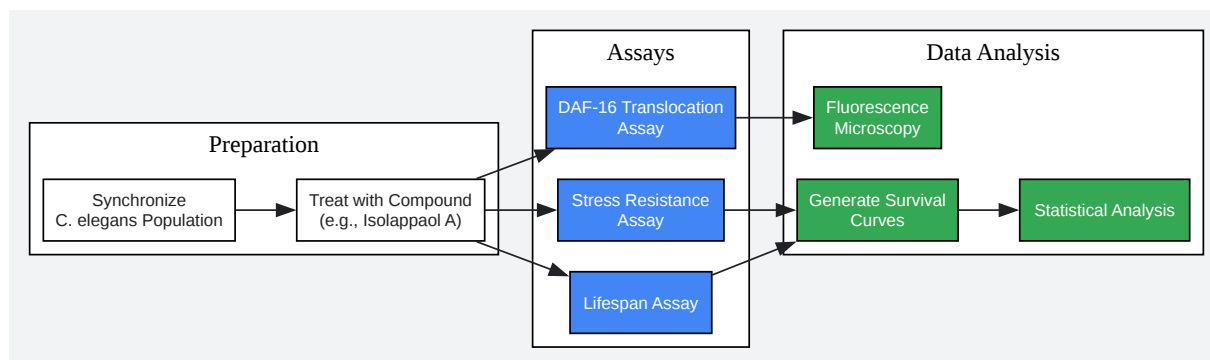 Preparation
Synchronize
C. elegans Population
Treat with Compound
(e.g., Isolappaol A)
Assays
DAF-16 Translocation
Assay
Stress Resistance
Assay
Lifespan Assay
Data Analysis
Fluorescence
Microscopy
Generate Survival
Curves
Statistical Analysis